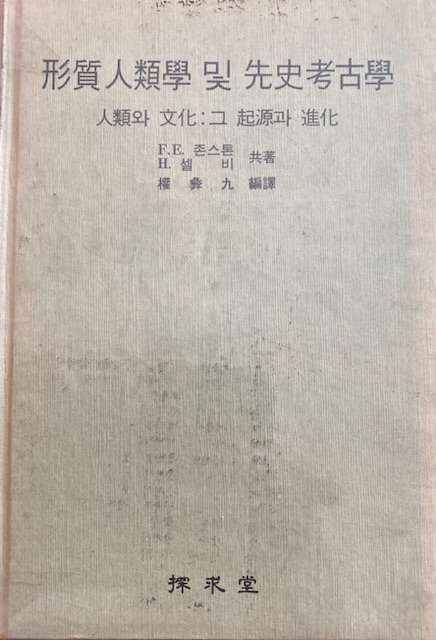 形質人類學 및 先史考古學
人類와 文化:그 起源과 進化
F.E. 존스톤
H. 셀비 共著
權彛九 編譯
探求堂